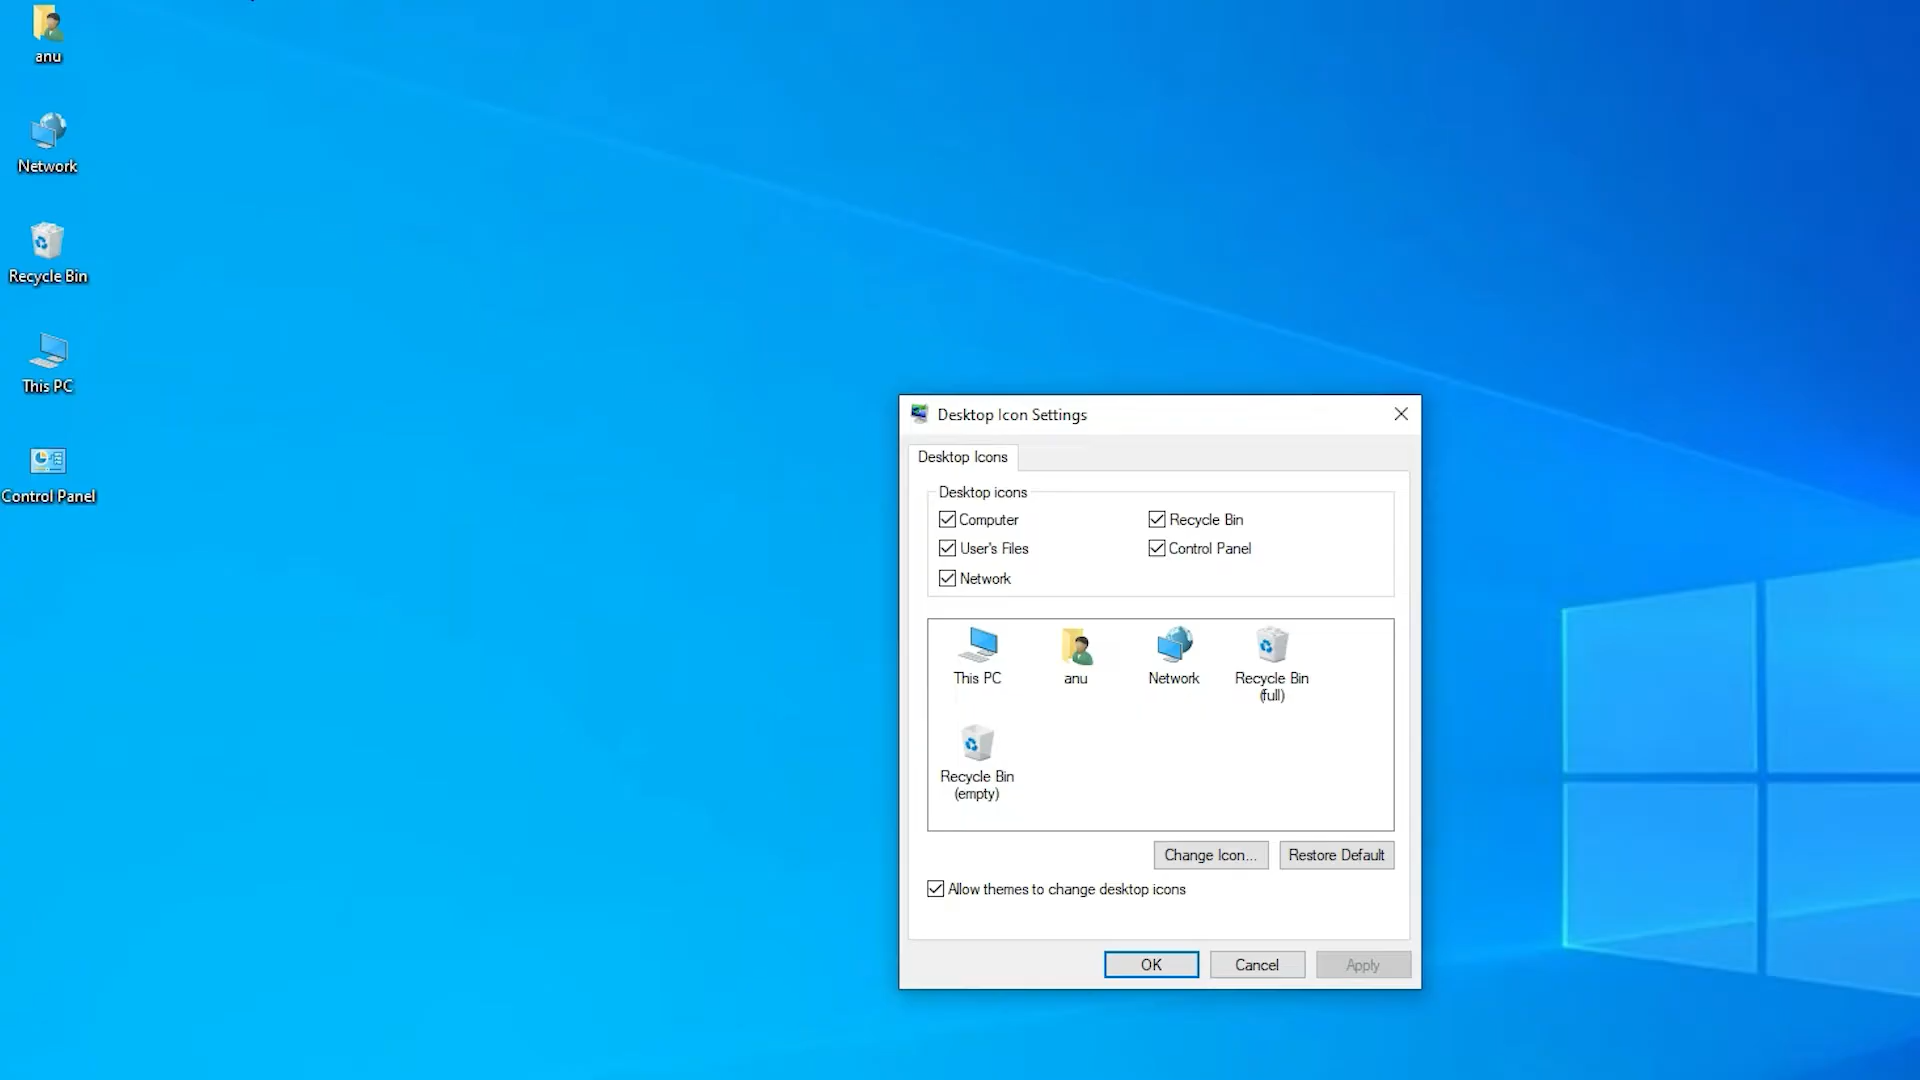 anu
Network
Recycle Bin
This PC
Control Panel
Desktop Icon Settings
Desktop Icons
Desktop icons
Computer
Recycle Bin
User's Files
Control Panel
Network
This PC
anu
Network
Recycle Bin
(full)
Recycle Bin
(empty)
Change Icon...
Restore Default
Allow themes to change desktop icons
OK
Cancel
Apply